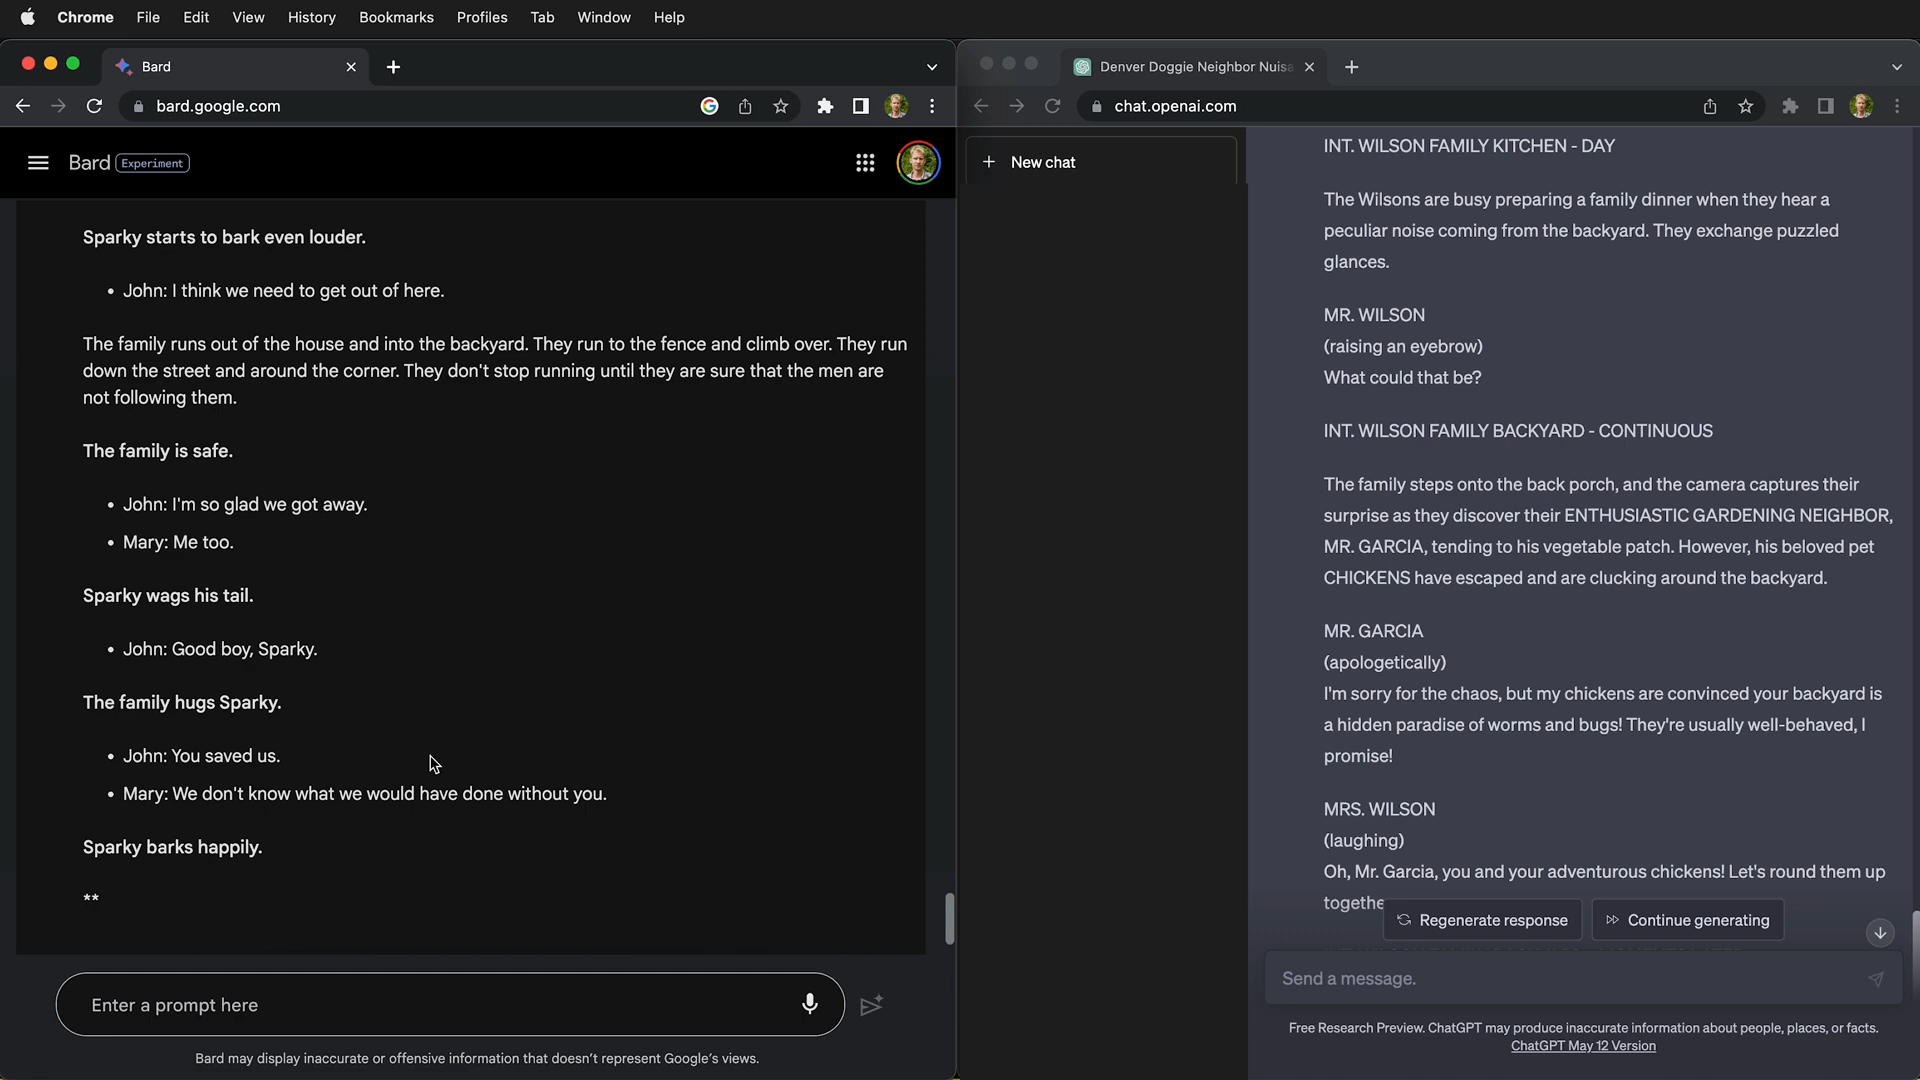 Chrome File Edit View History Bookmarks Profiles Tab Window Help
Bard
bard.google.com
Bard Experiment
Sparky starts to bark even louder.
• John: I think we need to get out of here.
The family runs out of the house and into the backyard. They run to the fence and climb over. They run
down the street and around the corner. They don't stop running until they are sure that the men are
not following them.
The family is safe.
• John: I'm so glad we got away.
• Mary: Me too.
Sparky wags his tail.
• John: Good boy, Sparky.
The family hugs Sparky.
• John: You saved us.
• Mary: We don't know what we would have done without you.
Sparky barks happily.
**
Enter a prompt here
Bard may display inaccurate or offensive information that doesn't represent Google's views.
Denver Doggie Neighbor Nuisa
chat.openai.com
New chat
INT. WILSON FAMILY KITCHEN - DAY
The Wilsons are busy preparing a family dinner when they hear a
peculiar noise coming from the backyard. They exchange puzzled
glances.
MR. WILSON
(raising an eyebrow)
What could that be?
INT. WILSON FAMILY BACKYARD - CONTINUOUS
The family steps onto the back porch, and the camera captures their
surprise as they discover their ENTHUSIASTIC GARDENING NEIGHBOR,
MR. GARCIA, tending to his vegetable patch. However, his beloved pet
CHICKENS have escaped and are clucking around the backyard.
MR. GARCIA
(apologetically)
I'm sorry for the chaos, but my chickens are convinced your backyard is
a hidden paradise of worms and bugs! They're usually well-behaved, I
promise!
MRS. WILSON
(laughing)
Oh, Mr. Garcia, you and your adventurous chickens! Let's round them up
togethe
Regenerate response
Continue generating
Send a message.
Free Research Preview. ChatGPT may produce inaccurate information about people, places, or facts.
ChatGPT May 12 Version